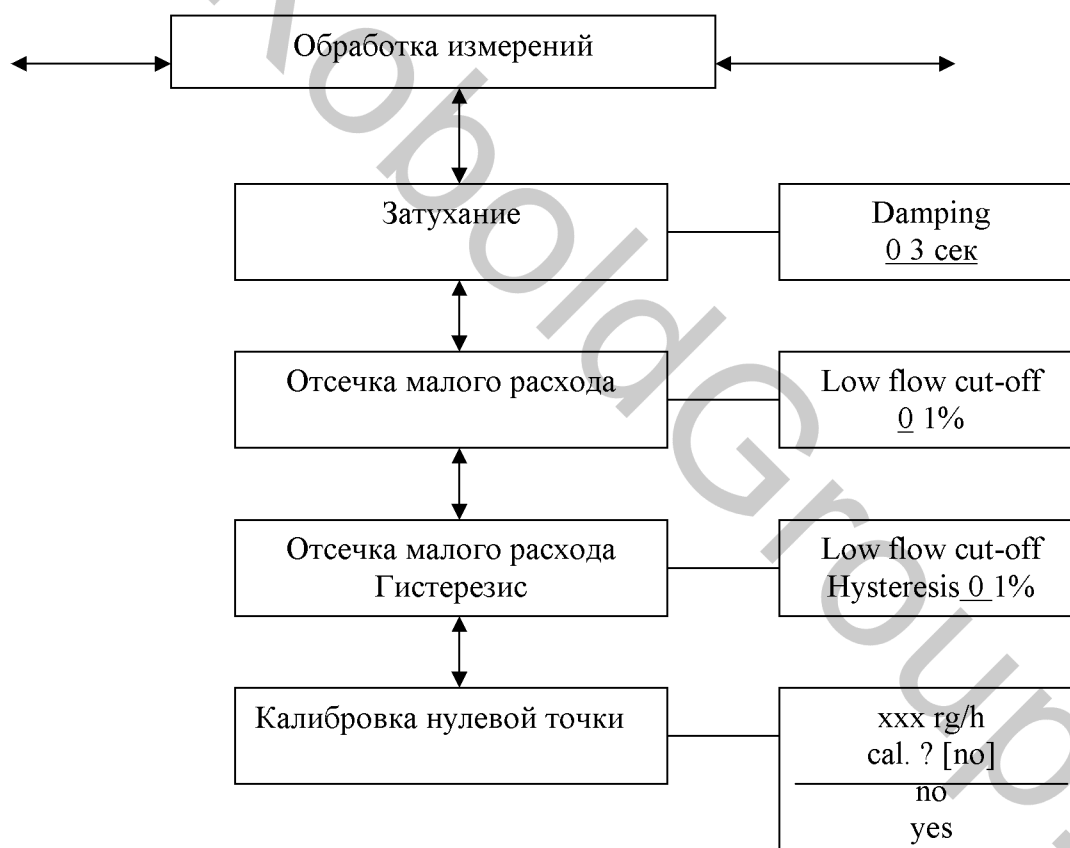 Обработка измерений
Затухание
Damping
0 3 сек
Отсечка малого расхода
Low flow cut-off
0 1%
Отсечка малого расхода
Гистерезис
Low flow cut-off
Hysteresis 0 1%
Калибровка нулевой точки
xxx rg/h
cal. ? [no]
no
yes
KoboldGroup.